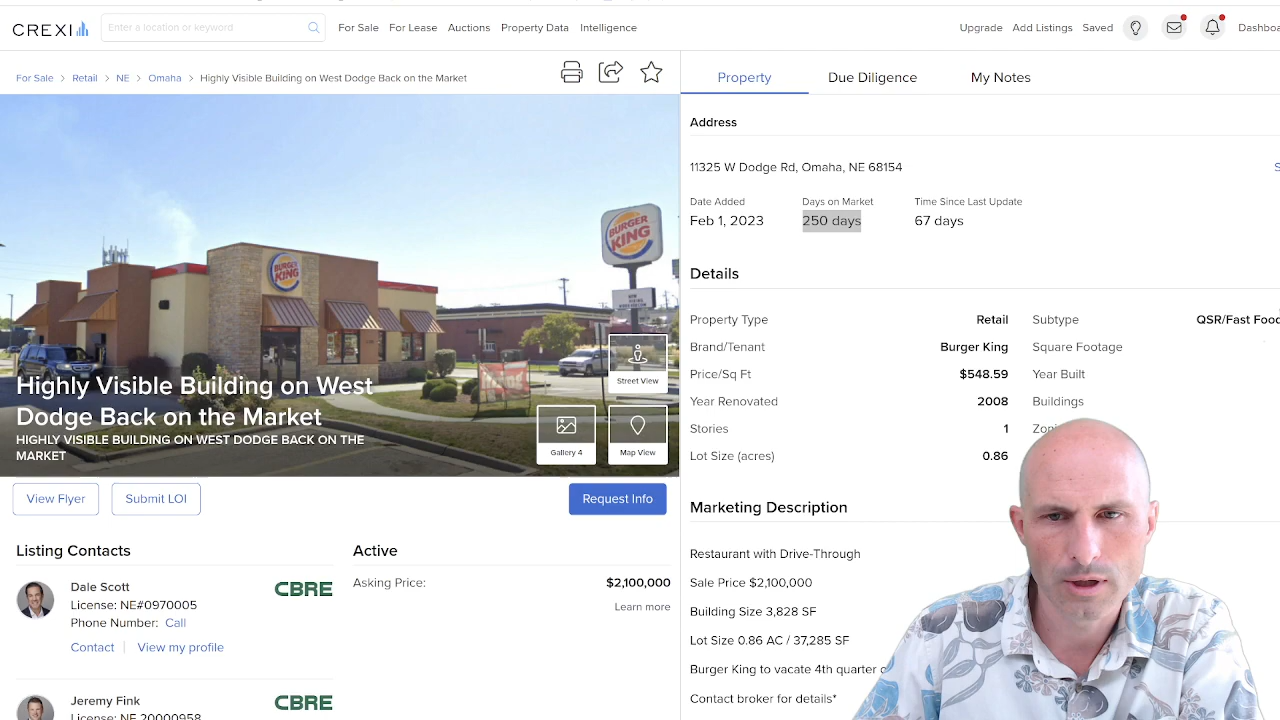 CREXI
Enter a location or keyword
For Sale For Lease Auctions Property Data Intelligence
Upgrade Add Listings Saved
For Sale > Retail > NE > Omaha > Highly Visible Building on West Dodge Back on the Market
BURGER KING
BURGER KING
Street View
Gallery 4
Map View
Highly Visible Building on West
Dodge Back on the Market
HIGHLY VISIBLE BUILDING ON WEST DODGE BACK ON THE
MARKET
View Flyer Submit LOI Request Info
Listing Contacts
Dale Scott
CBRE
License: NE#0970005
Phone Number: Call
Contact | View my profile
Jeremy Fink
CBRE
License: NE 20000958
Active
Asking Price: $2,100,000
Learn more
Property Due Diligence My Notes
Address
11325 W Dodge Rd, Omaha, NE 68154
Date Added Days on Market Time Since Last Update
Feb 1, 2023 250 days 67 days
Details
Property Type Retail Subtype QSR/Fast Food
Brand/Tenant Burger King Square Footage
Price/Sq Ft $548.59 Year Built
Year Renovated 2008 Buildings
Stories 1
Lot Size (acres) 0.86
Marketing Description
Restaurant with Drive-Through
Sale Price $2,100,000
Building Size 3,828 SF
Lot Size 0.86 AC / 37,285 SF
Burger King to vacate 4th quarter
Contact broker for details*